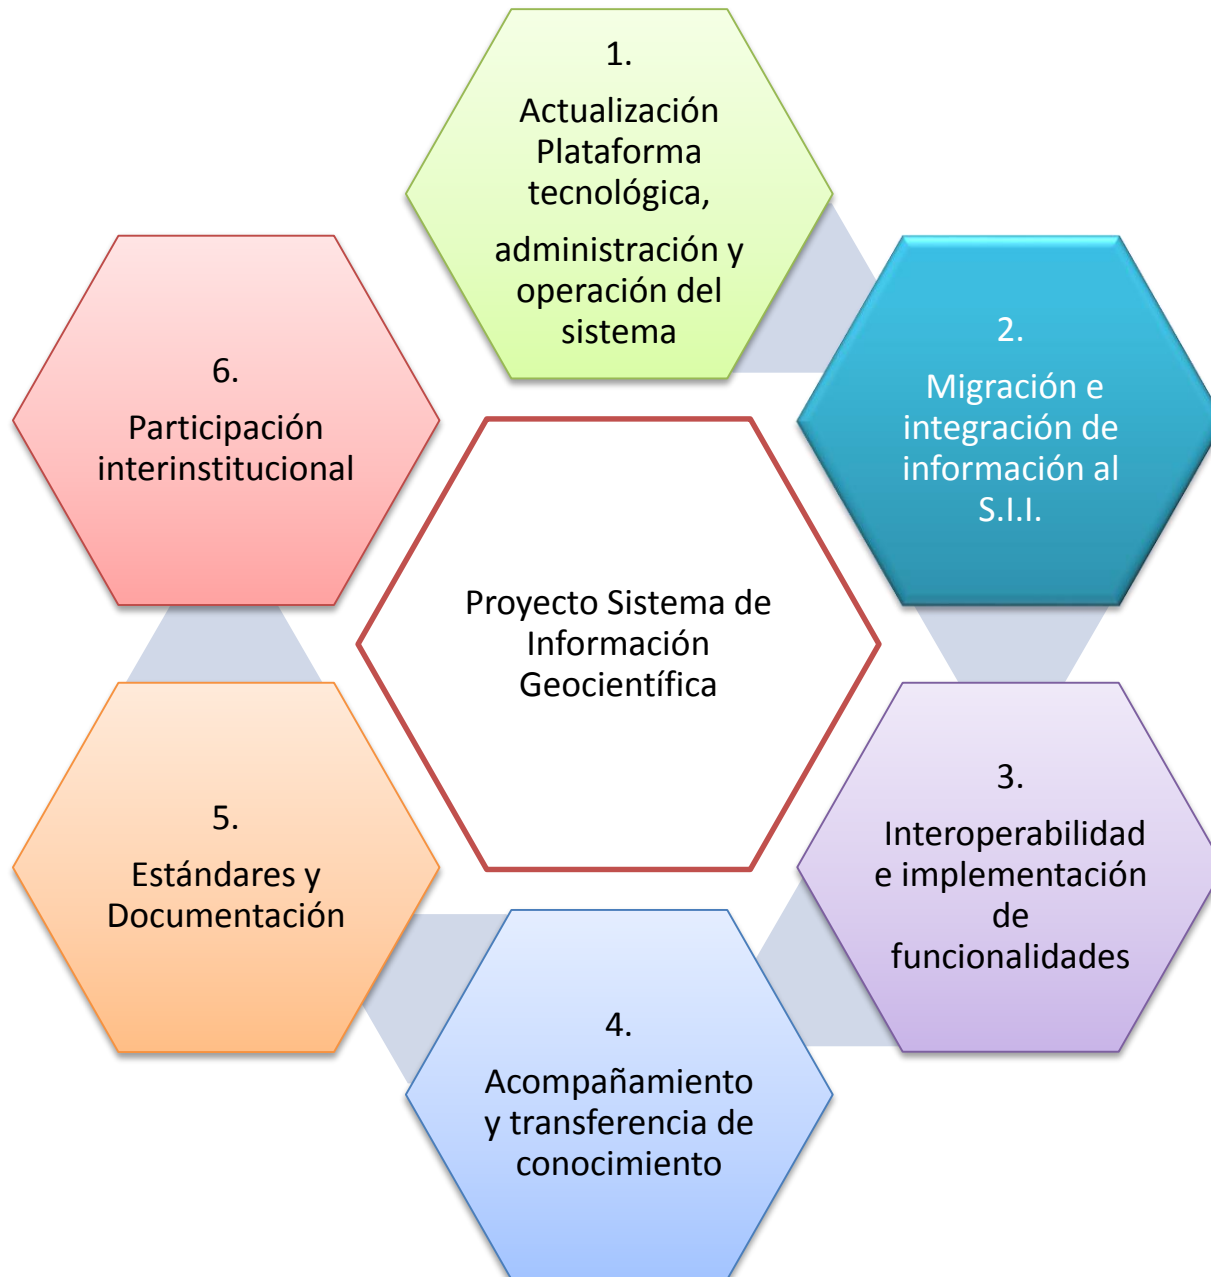 1.
Actualización
Plataforma
tecnológica,
administración y
operación del
sistema
2.
Migración e
integración de
información al
S.I.I.
3.
Interoperabilidad
e implementación
de
funcionalidades
4.
Acompañamiento
y transferencia de
conocimiento
5.
Estándares y
Documentación
6.
Participación
interinstitucional
Proyecto Sistema de
Información
Geocientífica